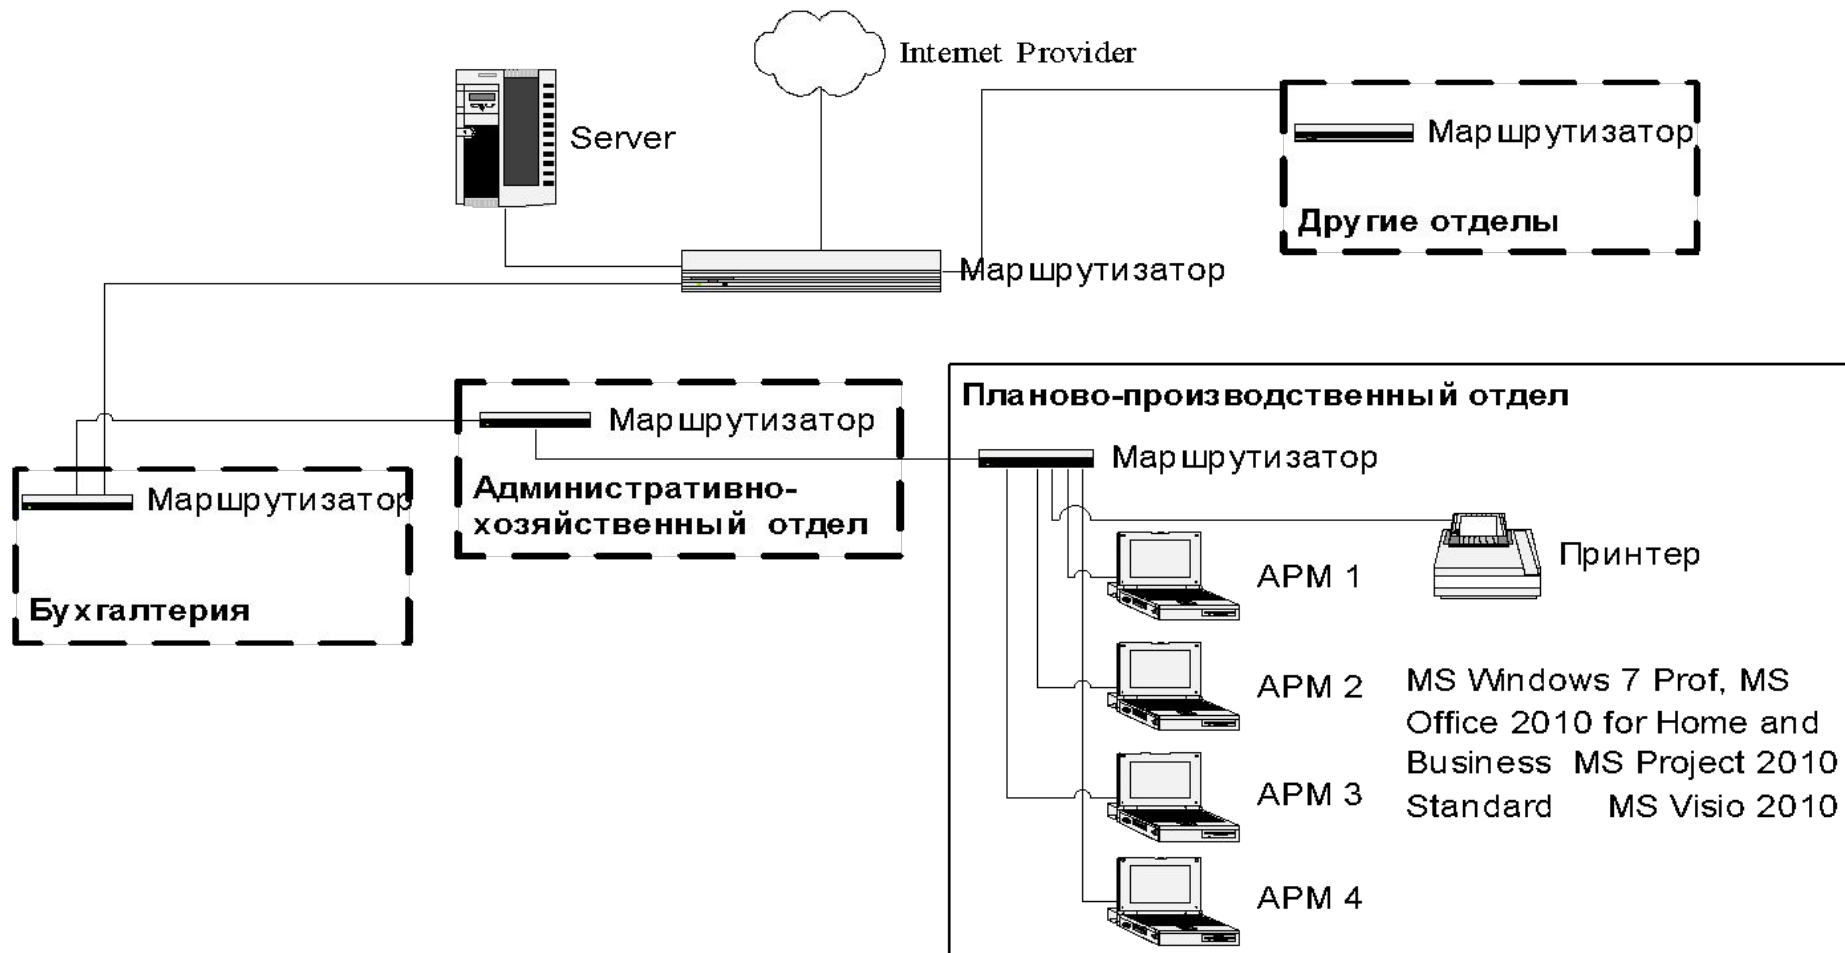 Internet Provider
Server
Маршрутизатор
Другие отделы
Маршрутизатор
Планово-производственный отдел
Маршрутизатор
Маршрутизатор
Административно-
хозяйственный отдел
Маршрутизатор
Бухгалтерия
Принтер
АРМ 1
АРМ 2
MS Windows 7 Prof, MS
Office 2010 for Home and
Business MS Project 2010
Standard MS Visio 2010
АРМ 3
АРМ 4